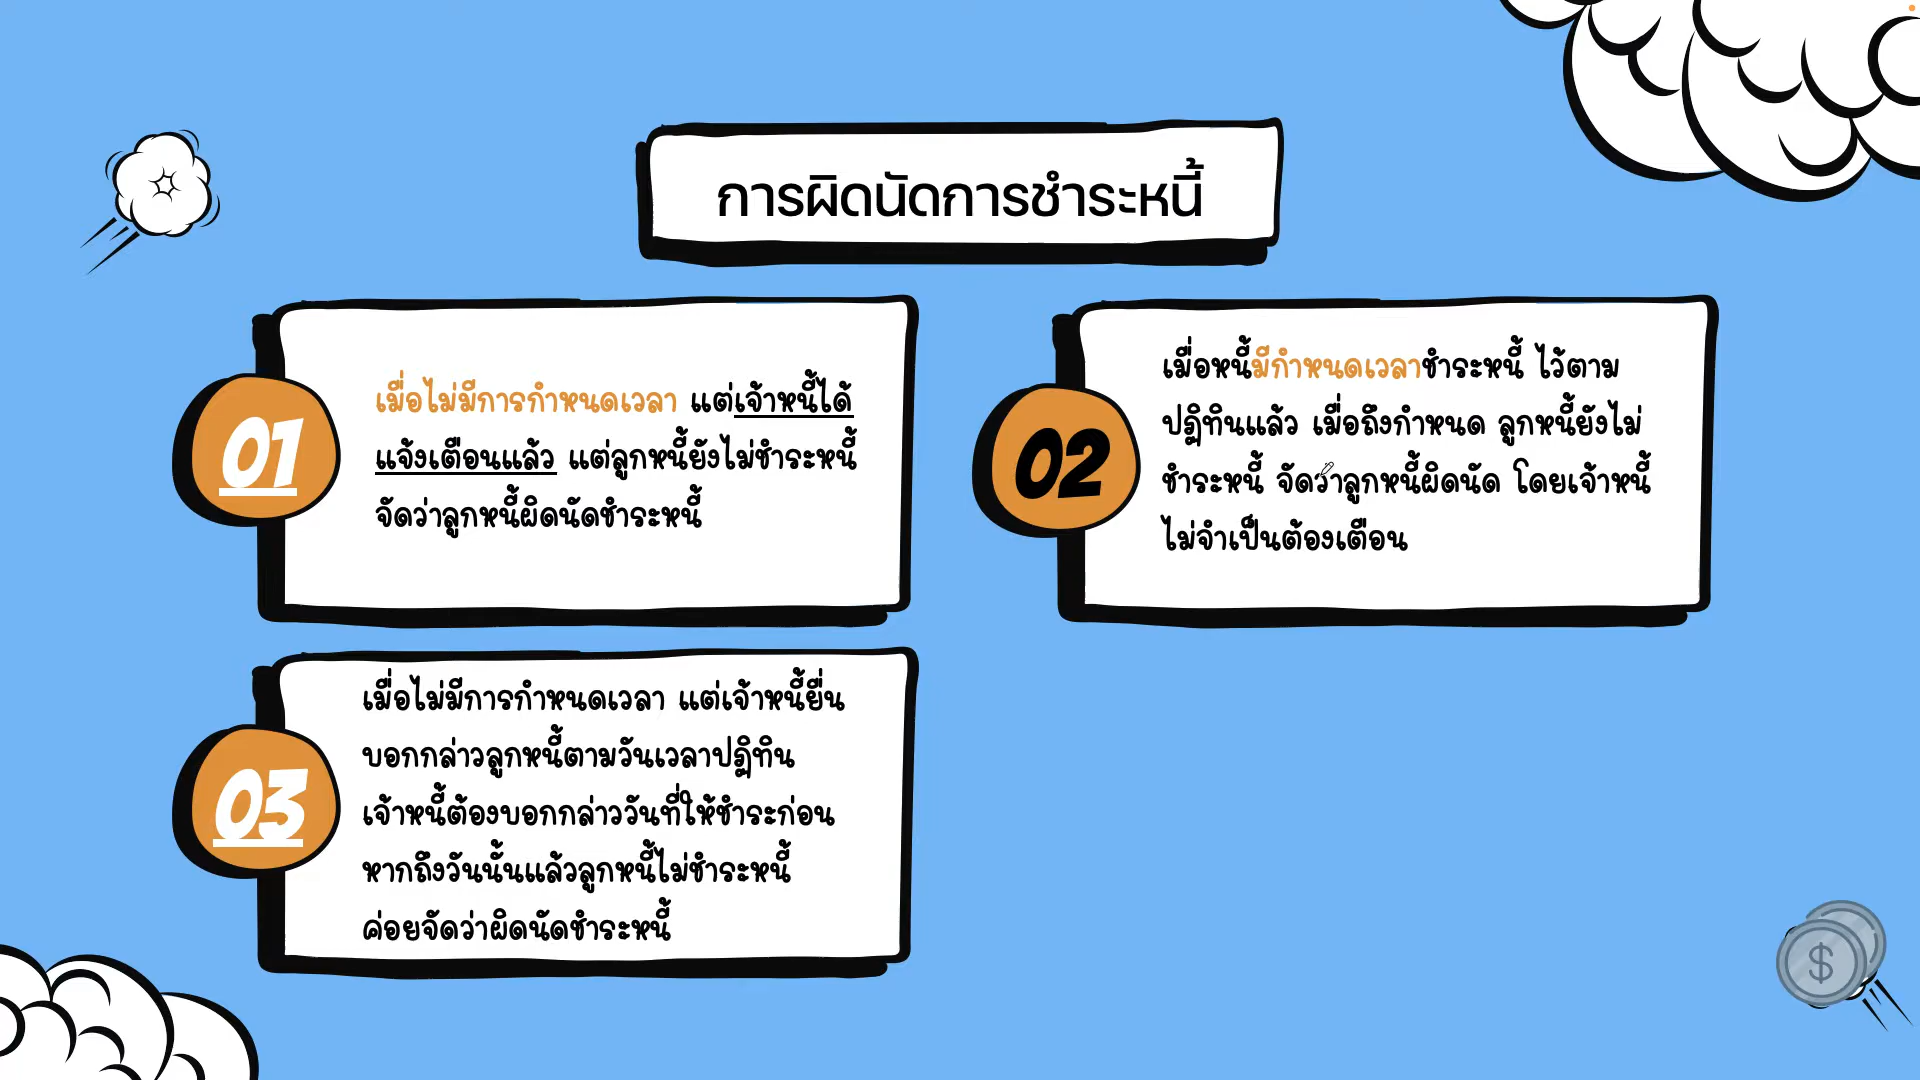 การผิดนัดการชำระหนี้
01
เมื่อไม่มีการกำหนดเวลา แต่เจ้าหนี้ได้
แจ้งเตือนแล้ว แต่ลูกหนี้ยังไม่ชำระหนี้
จัดว่าลูกหนี้ผิดนัดชำระหนี้
02
เมื่อหนี้มีกำหนดเวลาชำระหนี้ ไว้ตาม
ปฏิทินแล้ว เมื่อถึงกำหนด ลูกหนี้ยังไม่
ชำระหนี้ จัดว่าลูกหนี้ผิดนัด โดยเจ้าหนี้
ไม่จำเป็นต้องเตือน
03
เมื่อไม่มีการกำหนดเวลา แต่เจ้าหนี้ยื่น
บอกกล่าวลูกหนี้ตามวันเวลาปฏิทิน
เจ้าหนี้ต้องบอกกล่าววันที่ให้ชำระก่อน
หากถึงวันนั้นแล้วลูกหนี้ไม่ชำระหนี้
ค่อยจัดว่าผิดนัดชำระหนี้
$